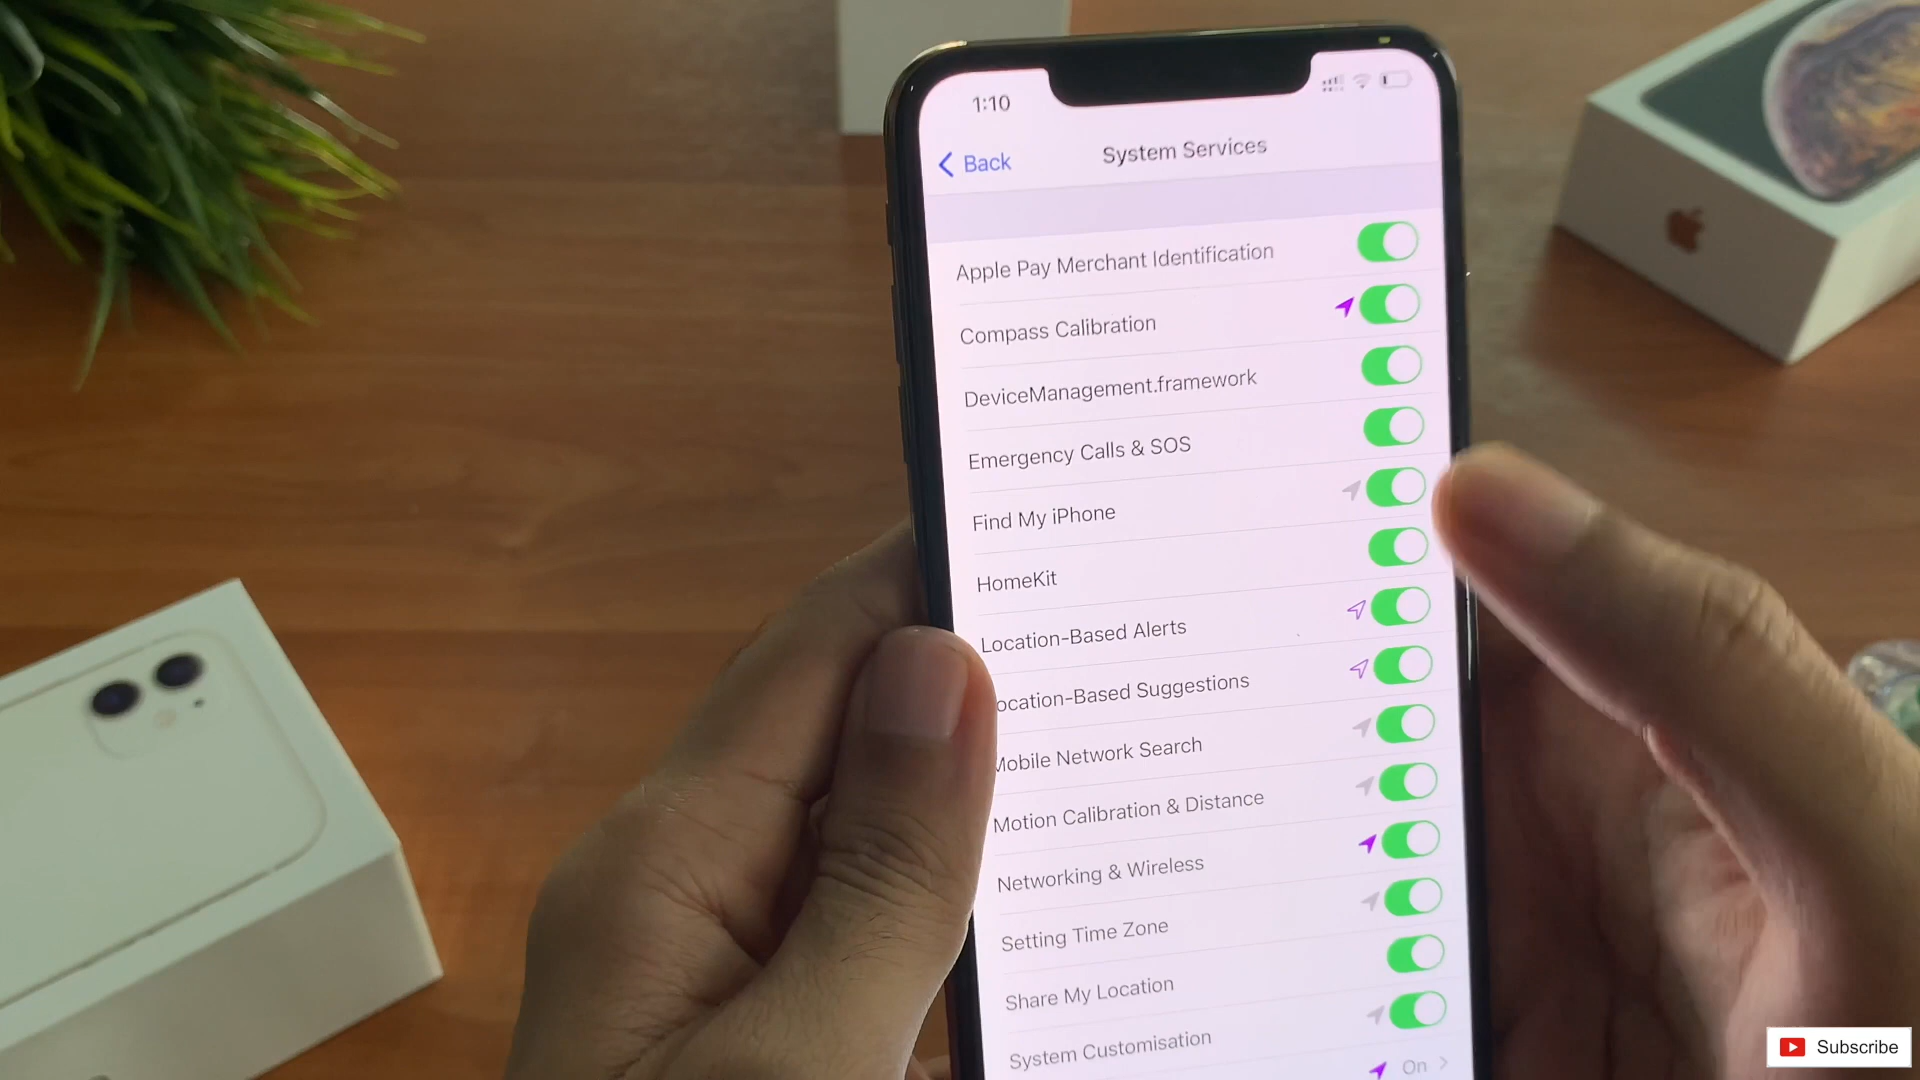 1:10
Back
System Services
Apple Pay Merchant Identification
Compass Calibration
DeviceManagement.framework
Emergency Calls & SOS
Find My iPhone
HomeKit
Location-Based Alerts
ocation-Based Suggestions
Mobile Network Search
Motion Calibration & Distance
Networking & Wireless
Setting Time Zone
Share My Location
System Customisation
On
Subscribe